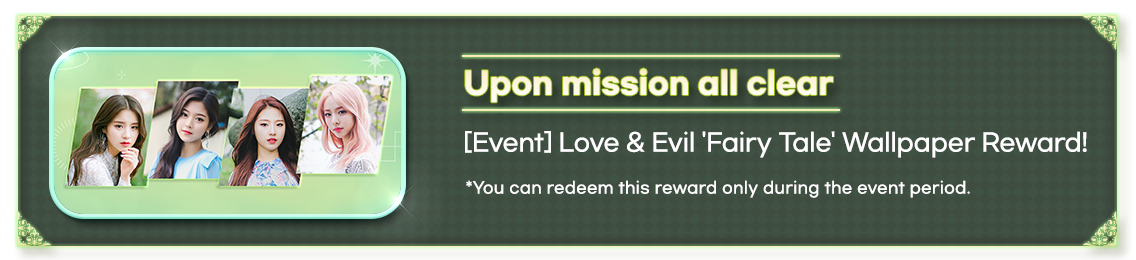 Upon mission all clear
[Event] Love & Evil 'Fairy Tale' Wallpaper Reward!
*You can redeem this reward only during the event period.